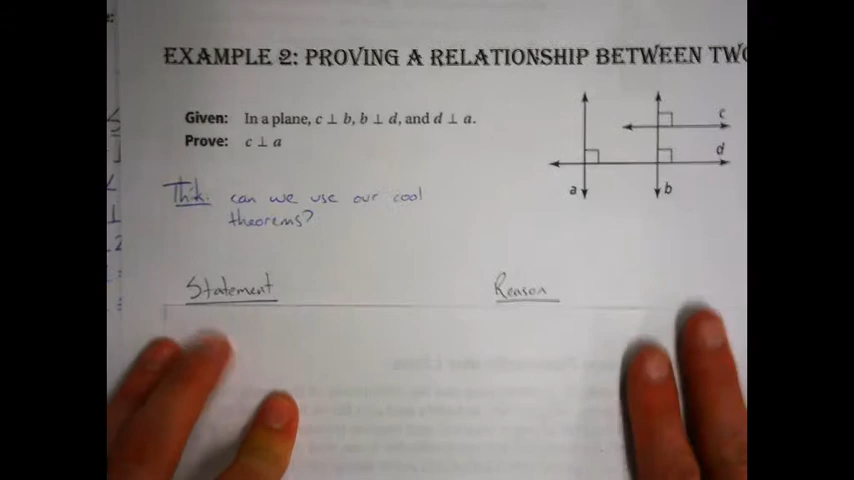 EXAMPLE 2: PROVING A RELATIONSHIP BETWEEN TWO
Given: In a plane, c ⊥ b, b ⊥ d, and d ⊥ a.
Prove: c ⊥ a
c
d
a
b
Think: can we use our cool
theorems?
Statement Reason